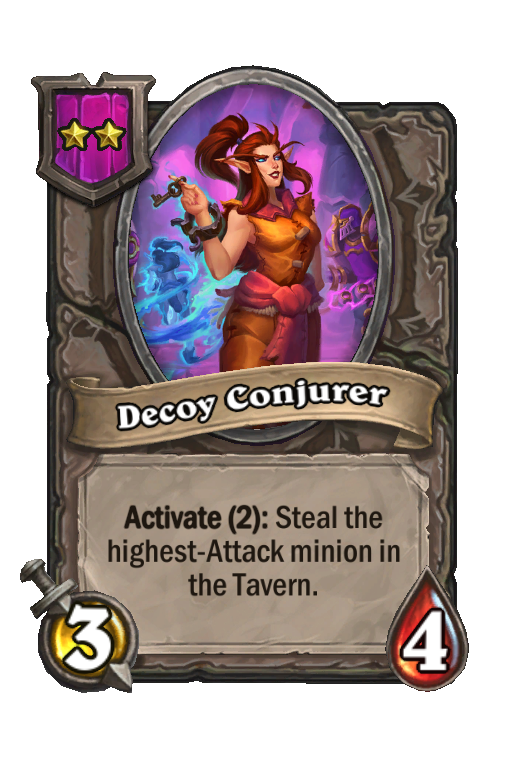 Decoy Conjurer
Activate (2): Steal the
highest-Attack minion in
the Tavern.
3
4